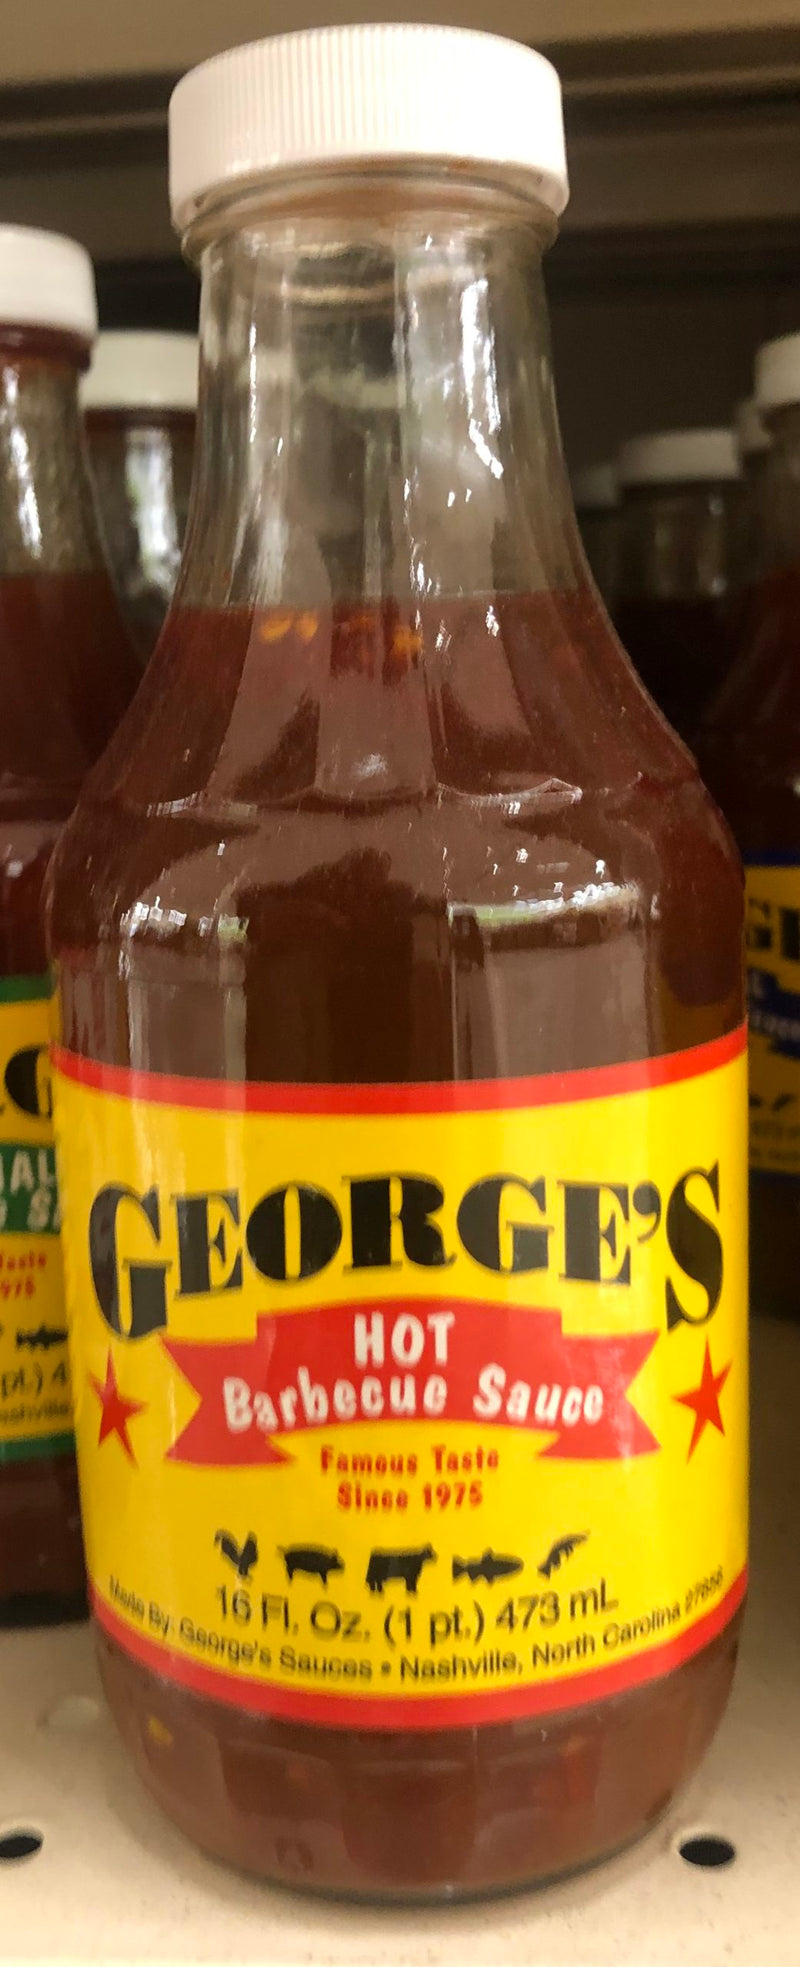 GEORGE'S
HOT
Barbecue Sauce
Famous Taste
Since 1975
16 Fl. Oz. (1 pt.) 473 mL
Made By: George's Sauces • Nashville, North Carolina 27856